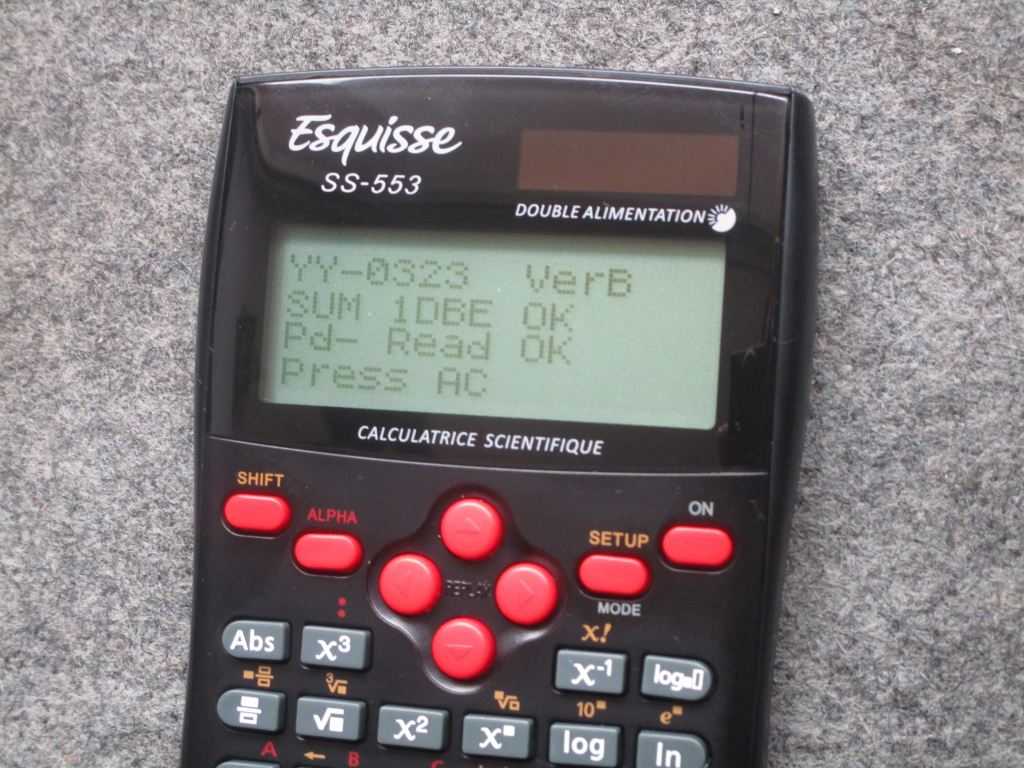 Esquisse
SS-553
DOUBLE ALIMENTATION
YY-0323 VerB
SUM 1DBE OK
Pd- Read OK
Press AC
CALCULATRICE SCIENTIFIQUE
SHIFT
ALPHA
REPLAY
SETUP
ON
MODE
:
x!
Abs
x³
x⁻¹
log■▯
³√■
■√▯
10■
e■
√■
x²
x■
log
ln
A
← B
C